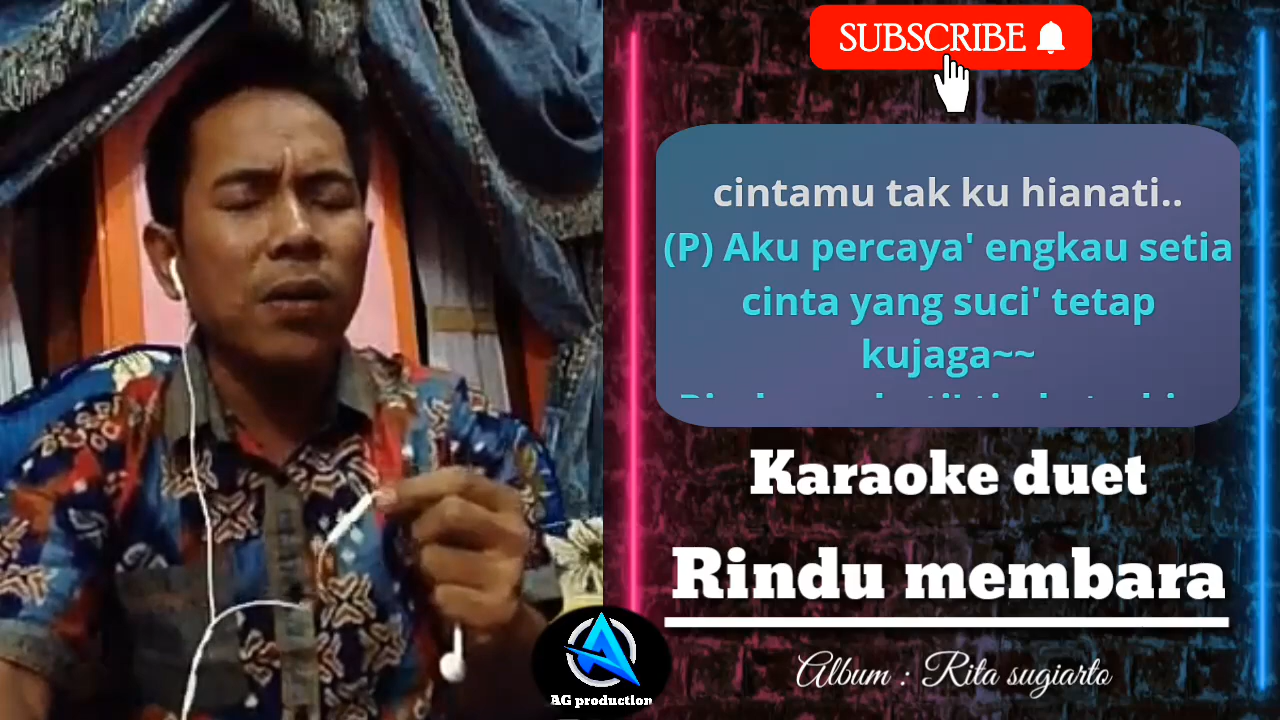 SUBSCRIBE
cintamu tak ku hianati..
(P) Aku percaya' engkau setia
cinta yang suci' tetap
kujaga~~
Karaoke duet
Rindu membara
Album : Rita sugiarto
AG production